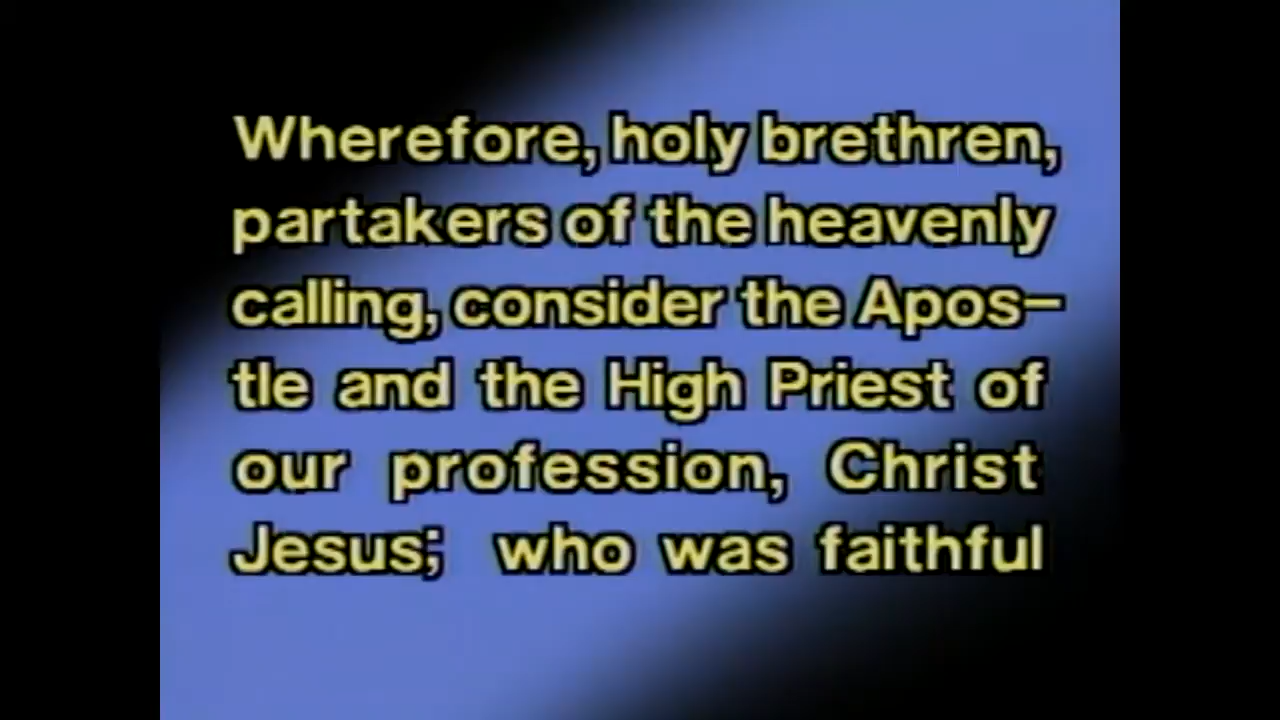 Wherefore, holy brethren,
partakers of the heavenly
calling, consider the Apos–
tle and the High Priest of
our profession, Christ
Jesus; who was faithful